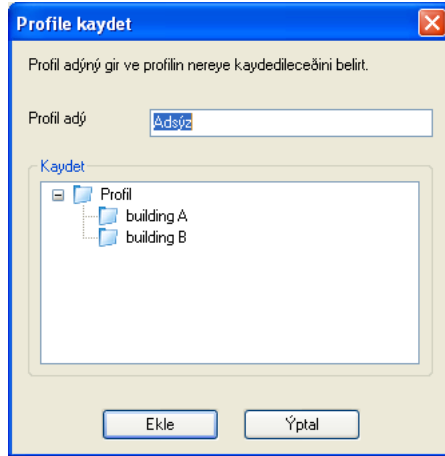 Profile kaydet
Profil adýný gir ve profilin nereye kaydedileceðini belirt.
Profil adý
Adsýz
Kaydet
Profil
building A
building B
Ekle
Ýptal